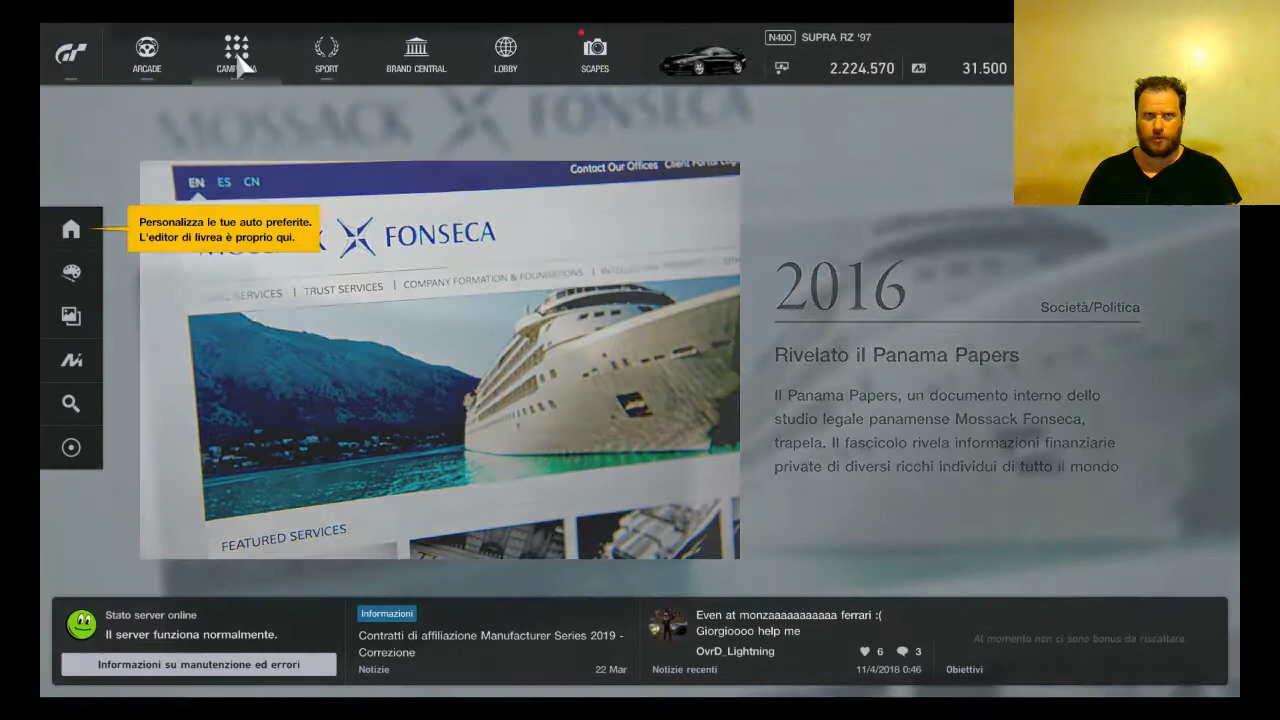 N400 SUPRA RZ '97
ARCADE
SPORT
BRAND CENTRAL
LOBBY
SCAPES
2.224.570
31.500
MOSSACK FONSECA
EN ES CN
Contact Our Offices
Personalizza le tue auto preferite.
L'editor di livrea è proprio qui.
FONSECA
SERVICES | TRUST SERVICES | COMPANY FORMATION & FOUNDATIONS |
FEATURED SERVICES
2016
Società/Politica
Rivelato il Panama Papers
Il Panama Papers, un documento interno dello
studio legale panamense Mossack Fonseca,
trapela. Il fascicolo rivela informazioni finanziarie
private di diversi ricchi individui di tutto il mondo
Stato server online
Il server funziona normalmente.
Informazioni su manutenzione ed errori
Informazioni
Contratti di affiliazione Manufacturer Series 2019 -
Correzione
Notizie
22 Mar
Even at monzaaaaaaaaaaa ferrari :(
Giorgioooo help me
OvrD_Lightning
6
3
Notizie recenti
11/4/2018 0:46
Al momento non ci sono bonus da riscattare.
Obiettivi